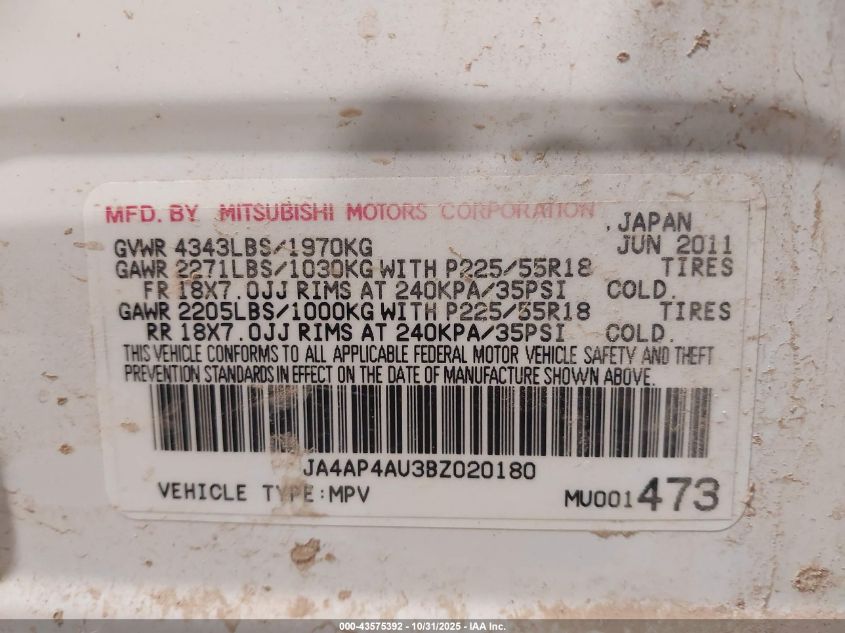 MFD. BY MITSUBISHI MOTORS CORPORATION , JAPAN
GVWR 4343LBS/1970KG JUN 2011
GAWR 2271LBS/1030KG WITH P225/55R18 TIRES
FR 18X7.0JJ RIMS AT 240KPA/35PSI COLD.
GAWR 2205LBS/1000KG WITH P225/55R18 TIRES
RR 18X7.0JJ RIMS AT 240KPA/35PSI COLD.
THIS VEHICLE CONFORMS TO ALL APPLICABLE FEDERAL MOTOR VEHICLE SAFETY AND THEFT
PREVENTION STANDARDS IN EFFECT ON THE DATE OF MANUFACTURE SHOWN ABOVE.
JA4AP4AU3BZ020180
VEHICLE TYPE:MPV MU001473
000-43575392 - 10/31/2025 - IAA Inc.